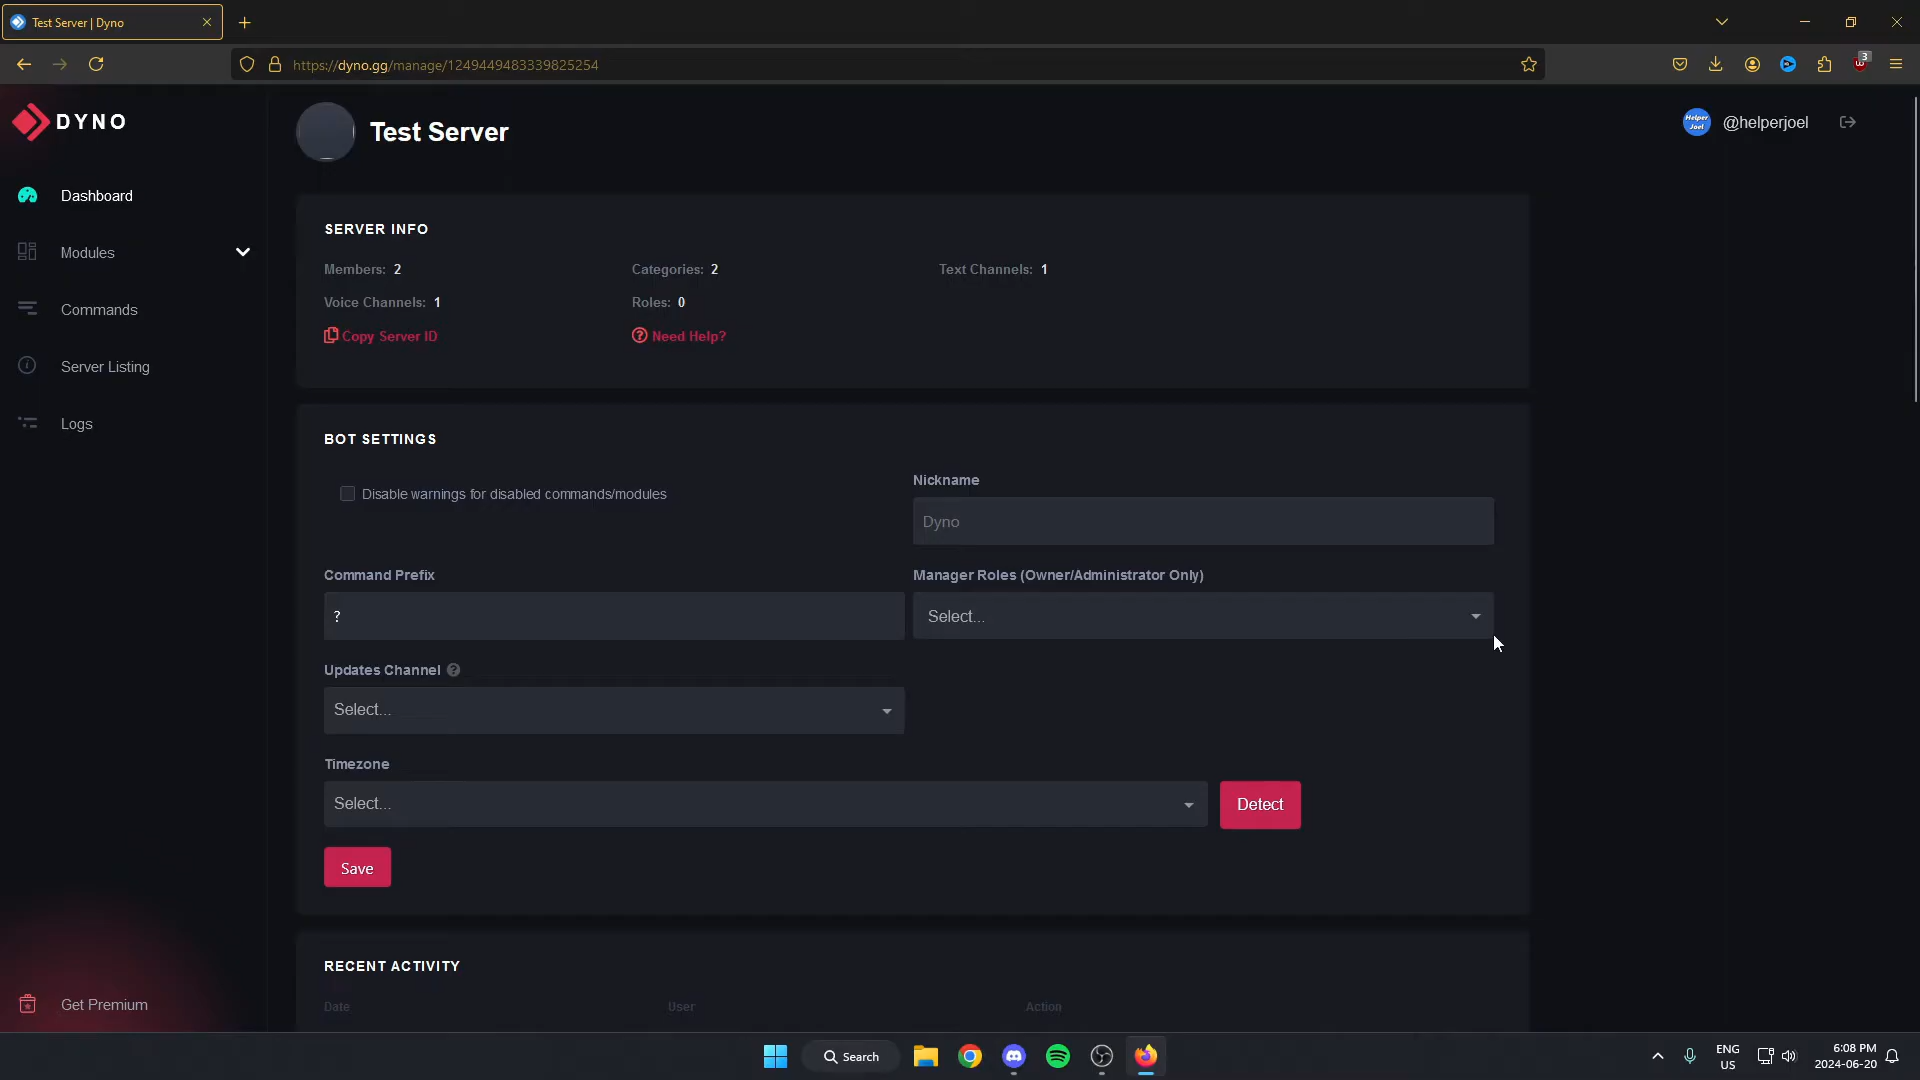 Test Server | Dyno
https://dyno.gg/manage/1249449483339825254
3
DYNO
Test Server
Helper Joel
@helperjoel
Dashboard
Modules
Commands
Server Listing
Logs
Get Premium
SERVER INFO
Members: 2
Categories: 2
Text Channels: 1
Voice Channels: 1
Roles: 0
Copy Server ID
Need Help?
BOT SETTINGS
Disable warnings for disabled commands/modules
Nickname
Dyno
Command Prefix
?
Manager Roles (Owner/Administrator Only)
Select...
Updates Channel ?
Select...
Timezone
Select...
Detect
Save
RECENT ACTIVITY
Date
User
Action
Search
ENG
US
6:08 PM
2024-06-20